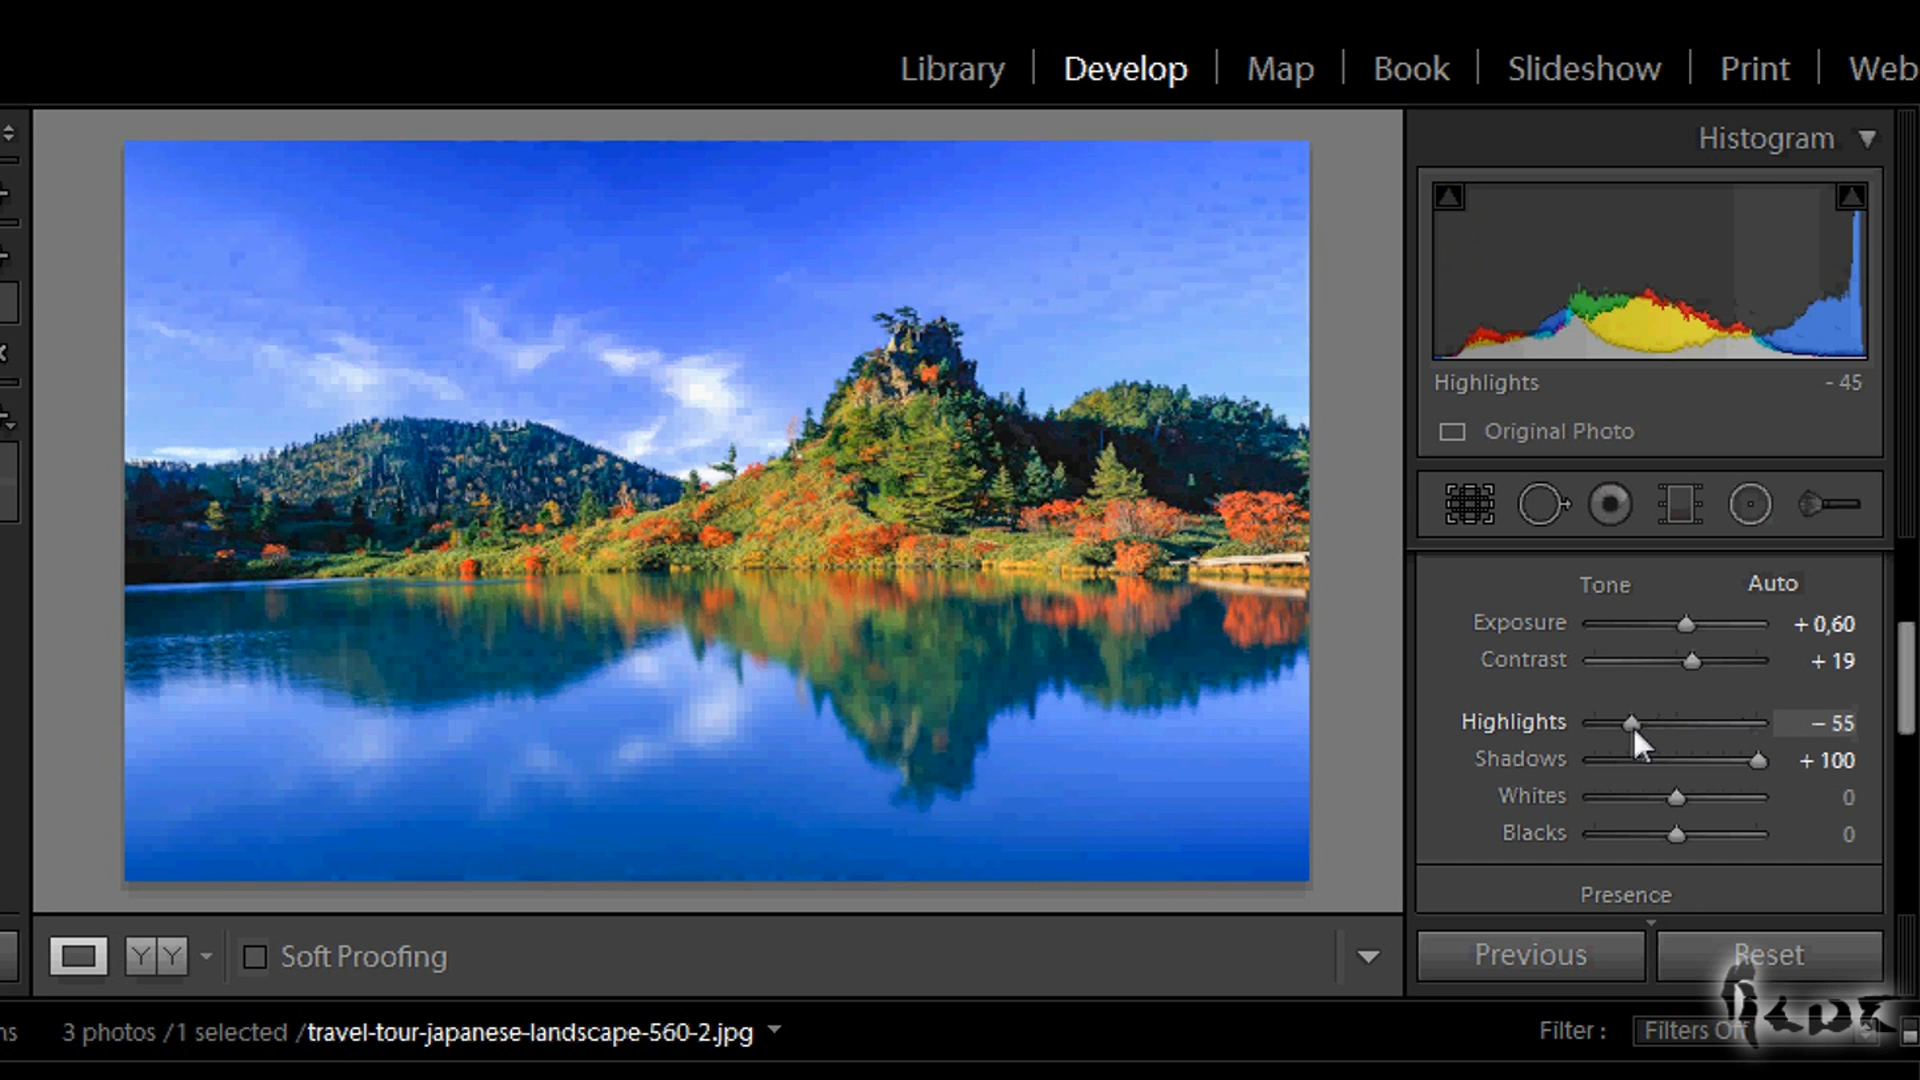 Library | Develop | Map | Book | Slideshow | Print | Web
Histogram
Highlights - 45
Original Photo
Tone Auto
Exposure + 0,60
Contrast + 19
Highlights – 55
Shadows + 100
Whites 0
Blacks 0
Presence
YY Soft Proofing
Previous Reset
3 photos /1 selected /travel-tour-japanese-landscape-560-2.jpg
Filter : Filters Off